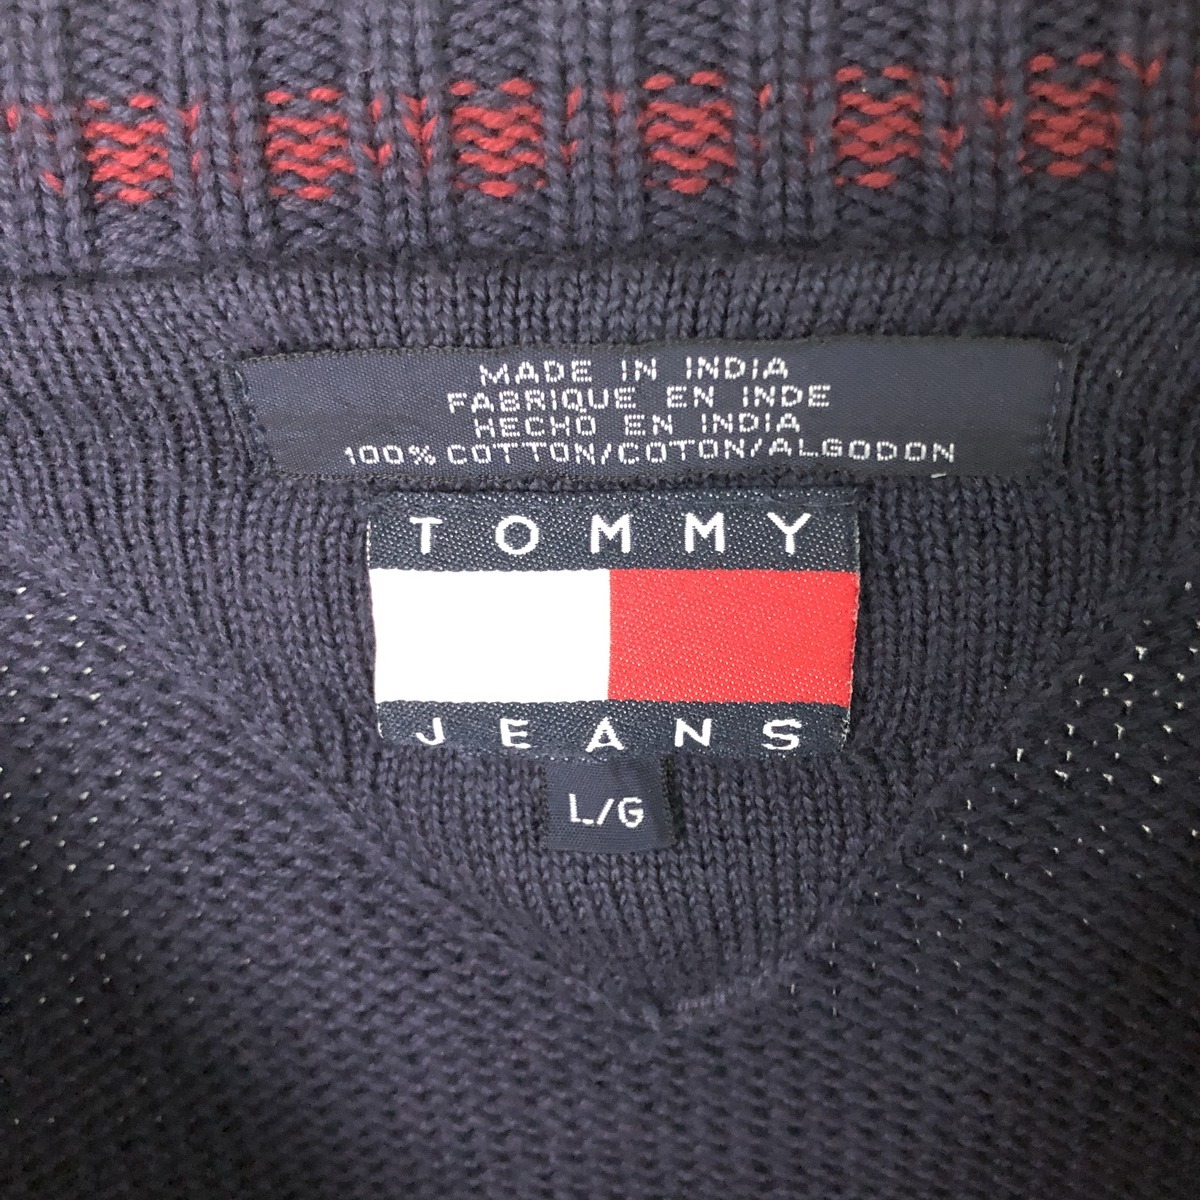 MADE IN INDIA
FABRIQUE EN INDE
HECHO EN INDIA
100% COTTON/COTON/ALGODON
TOMMY
JEANS
L/G